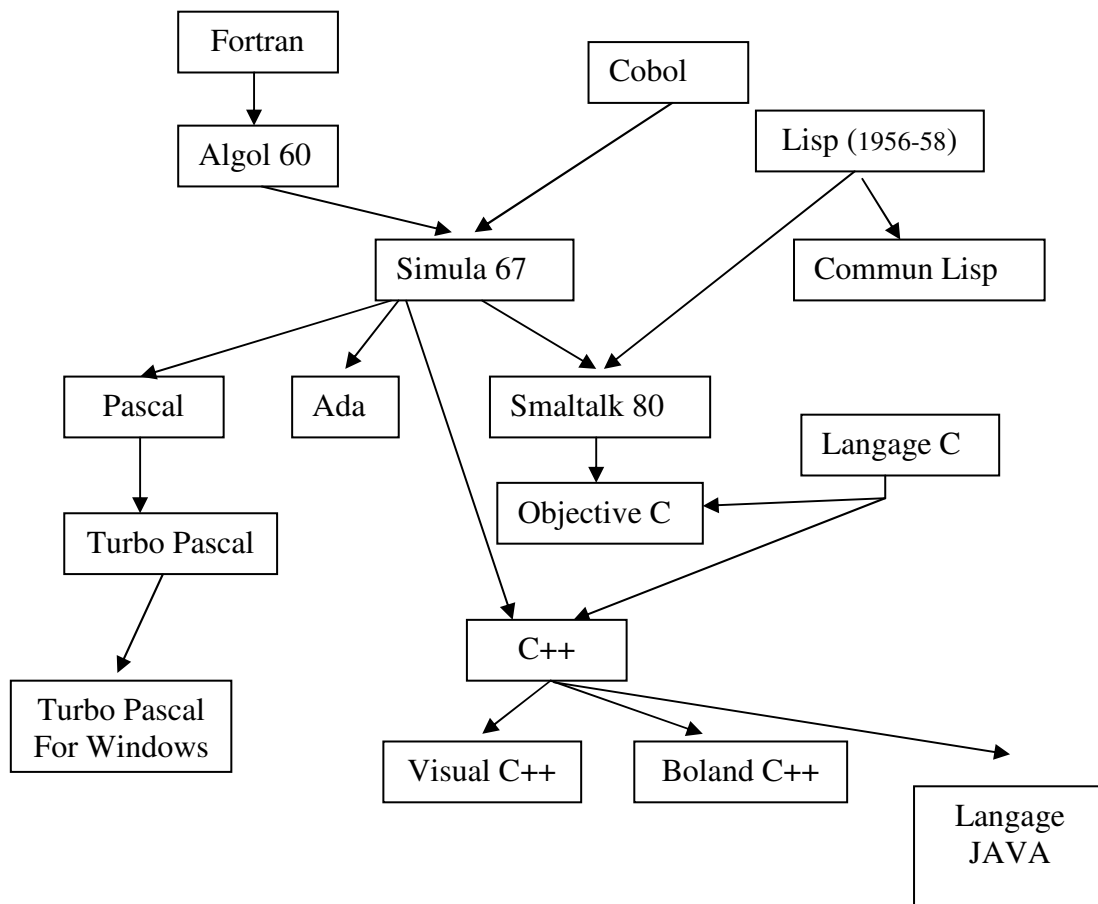 Fortran
Cobol
Lisp (1956-58)
Algol 60
Simula 67
Commun Lisp
Pascal
Ada
Smaltalk 80
Langage C
Objective C
Turbo Pascal
C++
Turbo Pascal
For Windows
Visual C++
Boland C++
Langage
JAVA